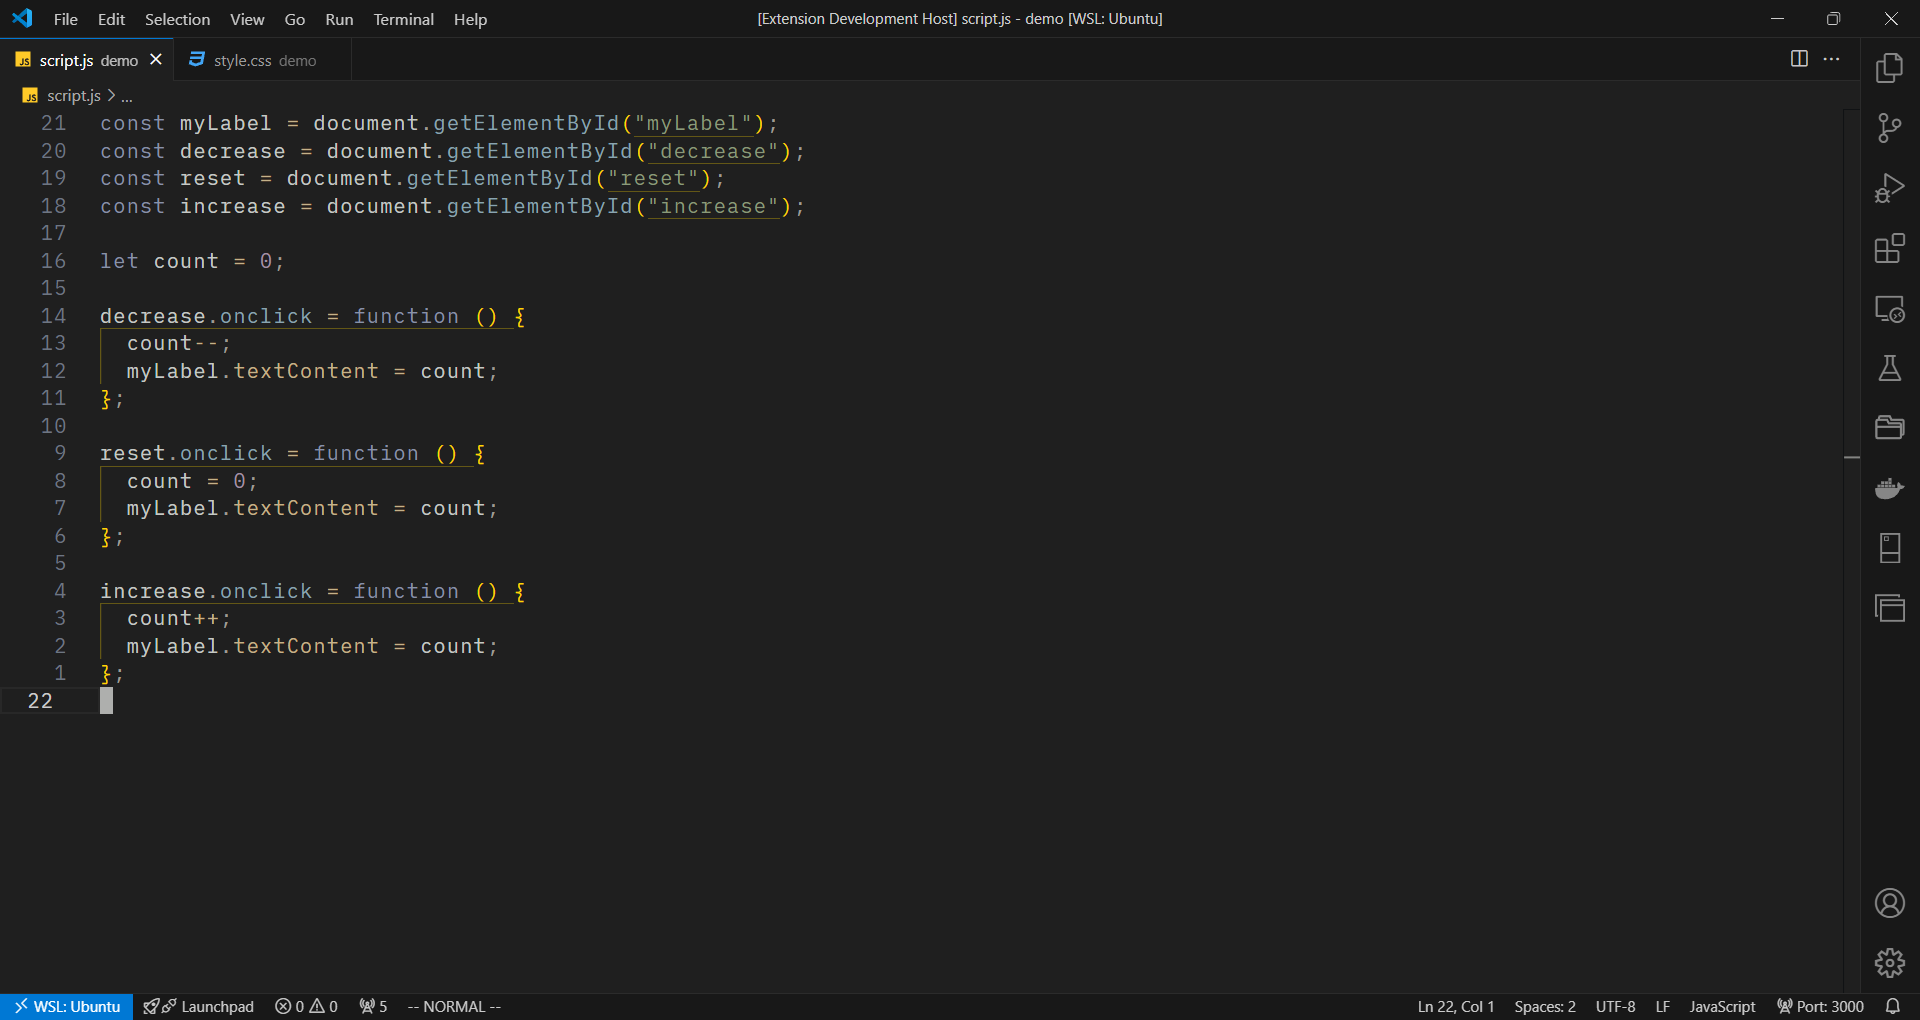 File Edit Selection View Go Run Terminal Help [Extension Development Host] script.js - demo [WSL: Ubuntu]
JS script.js demo style.css demo
JS script.js > ...
21 const myLabel = document.getElementById("myLabel");
20 const decrease = document.getElementById("decrease");
19 const reset = document.getElementById("reset");
18 const increase = document.getElementById("increase");
17
16 let count = 0;
15
14 decrease.onclick = function () {
13 count--;
12 myLabel.textContent = count;
11 };
10
9 reset.onclick = function () {
8 count = 0;
7 myLabel.textContent = count;
6 };
5
4 increase.onclick = function () {
3 count++;
2 myLabel.textContent = count;
1 };
22
WSL: Ubuntu Launchpad 0 0 5 -- NORMAL -- Ln 22, Col 1 Spaces: 2 UTF-8 LF JavaScript Port: 3000